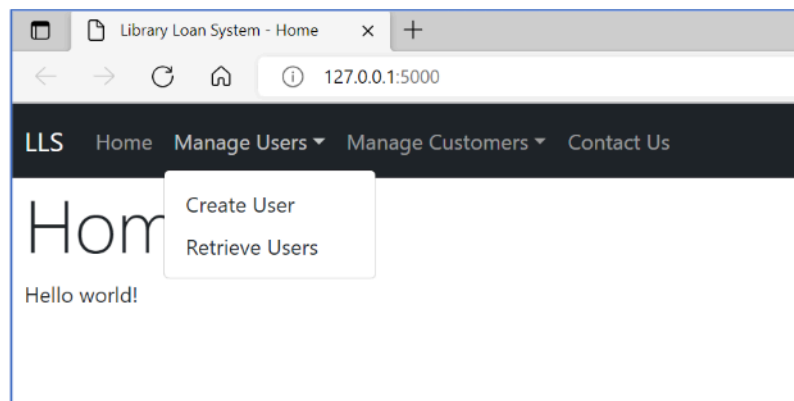 Library Loan System - Home
127.0.0.1:5000
LLS Home Manage Users Manage Customers Contact Us
Create User
Retrieve Users
Hom
Hello world!